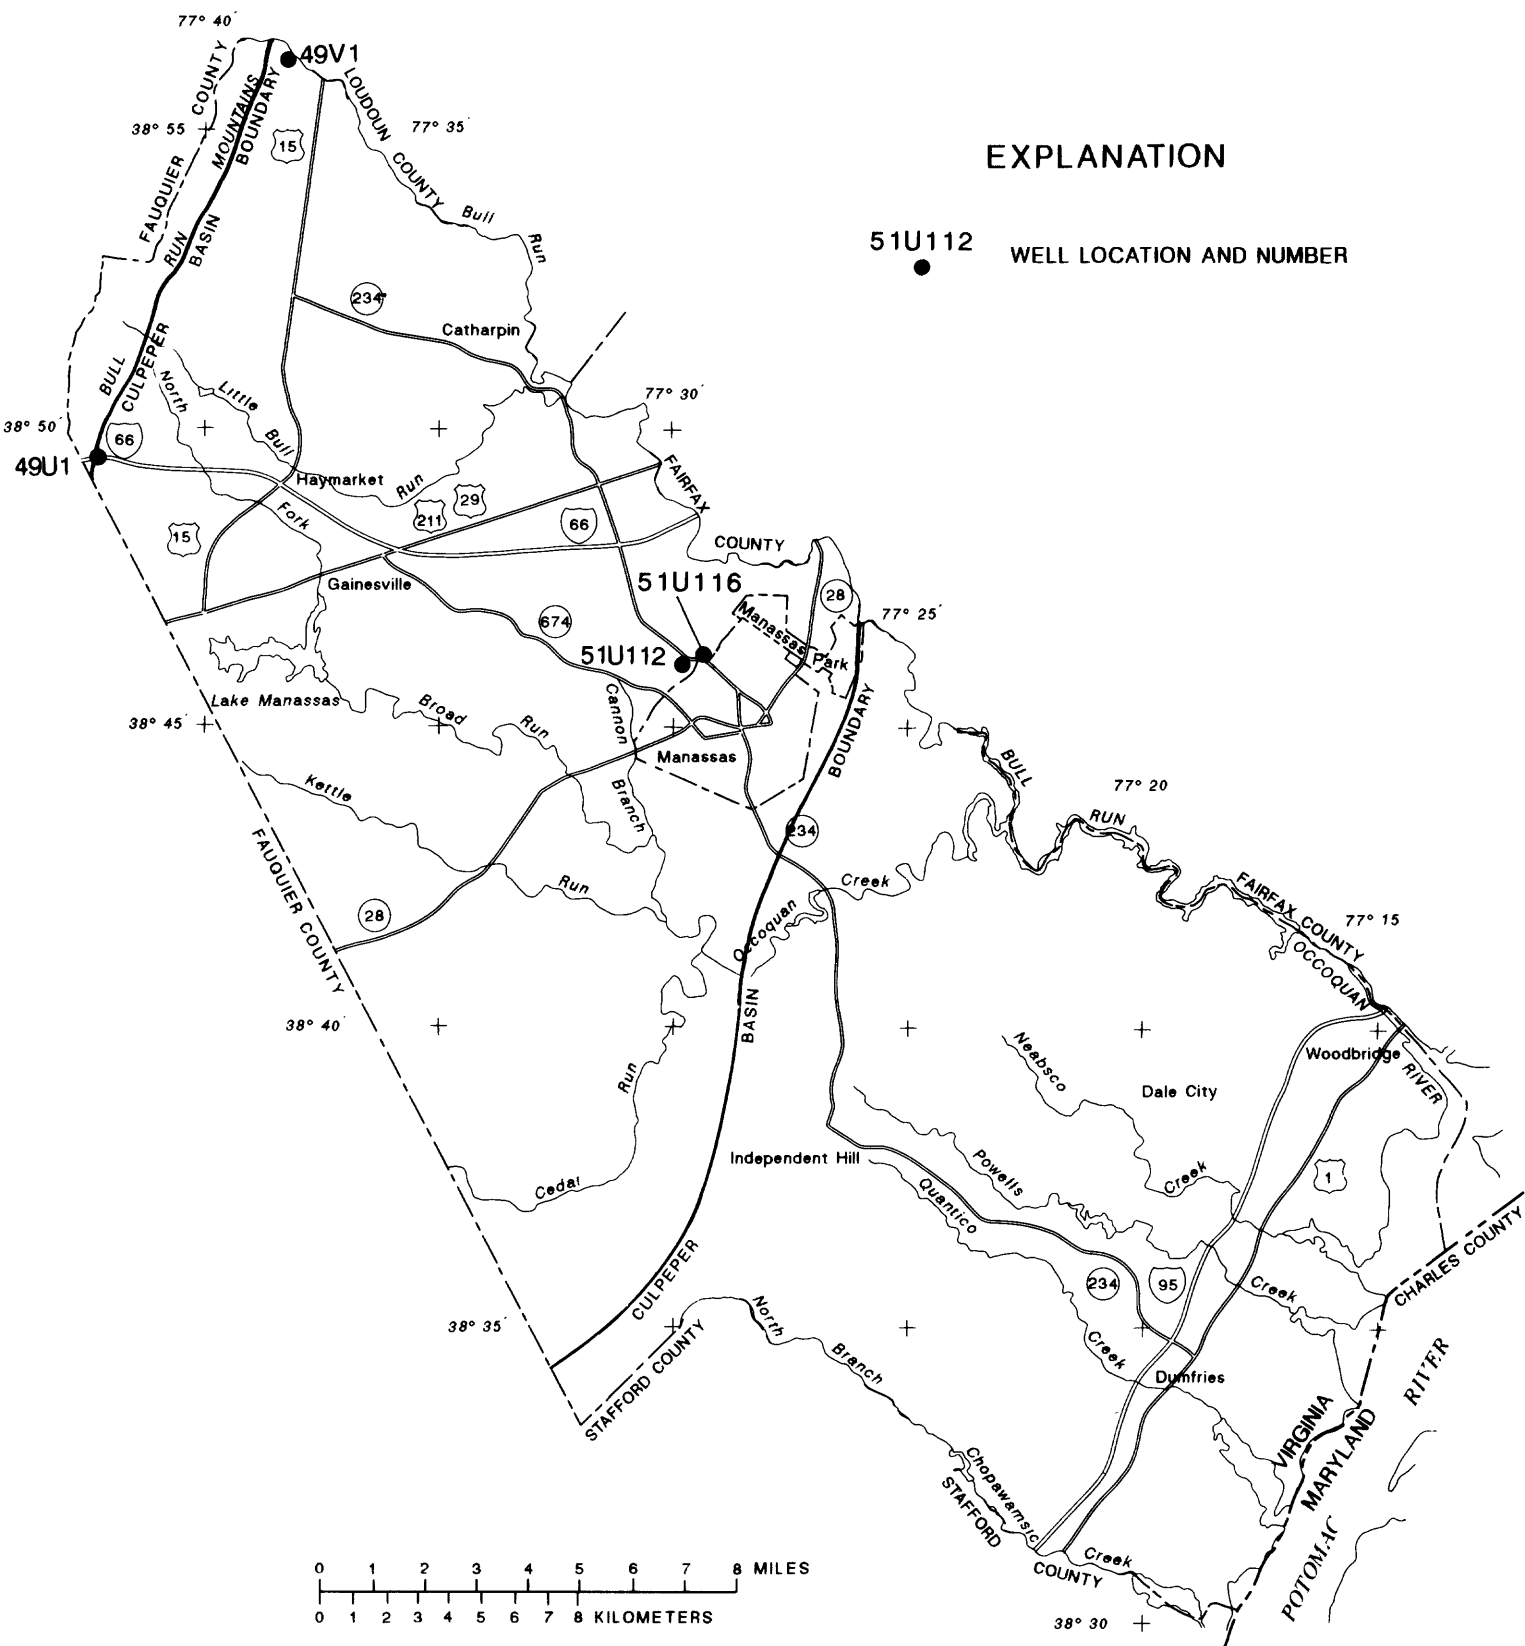 77° 40´
49V1
FAUQUIER COUNTY
LOUDOUN COUNTY
BULL RUN MOUNTAINS
CULPEPER BASIN BOUNDARY
38° 55´
77° 35´
15
EXPLANATION
51U112
WELL LOCATION AND NUMBER
Bull Run
234
Catharpin
North Fork
Little Bull Run
77° 30´
38° 50´
66
49U1
Haymarket
FAIRFAX COUNTY
29
211
66
15
Gainesville
51U116
28
77° 25´
Manassas Park
674
51U112
Lake Manassas
Broad Run
Cannon Branch
38° 45´
Manassas
CULPEPER BASIN BOUNDARY
BULL RUN
77° 20´
Kettle Run
234
FAUQUIER COUNTY
Occoquan Creek
28
FAIRFAX COUNTY
77° 15´
OCCOQUAN RIVER
38° 40´
Neabsco Creek
Woodbridge
Dale City
Cedar Run
Independent Hill
Powells Creek
1
Quantico Creek
234
95
CHARLES COUNTY
38° 35´
STAFFORD COUNTY
North Branch
Dumfries
VIRGINIA
MARYLAND
POTOMAC RIVER
Chopawamsic Creek
STAFFORD COUNTY
0 1 2 3 4 5 6 7 8 MILES
0 1 2 3 4 5 6 7 8 KILOMETERS
38° 30´